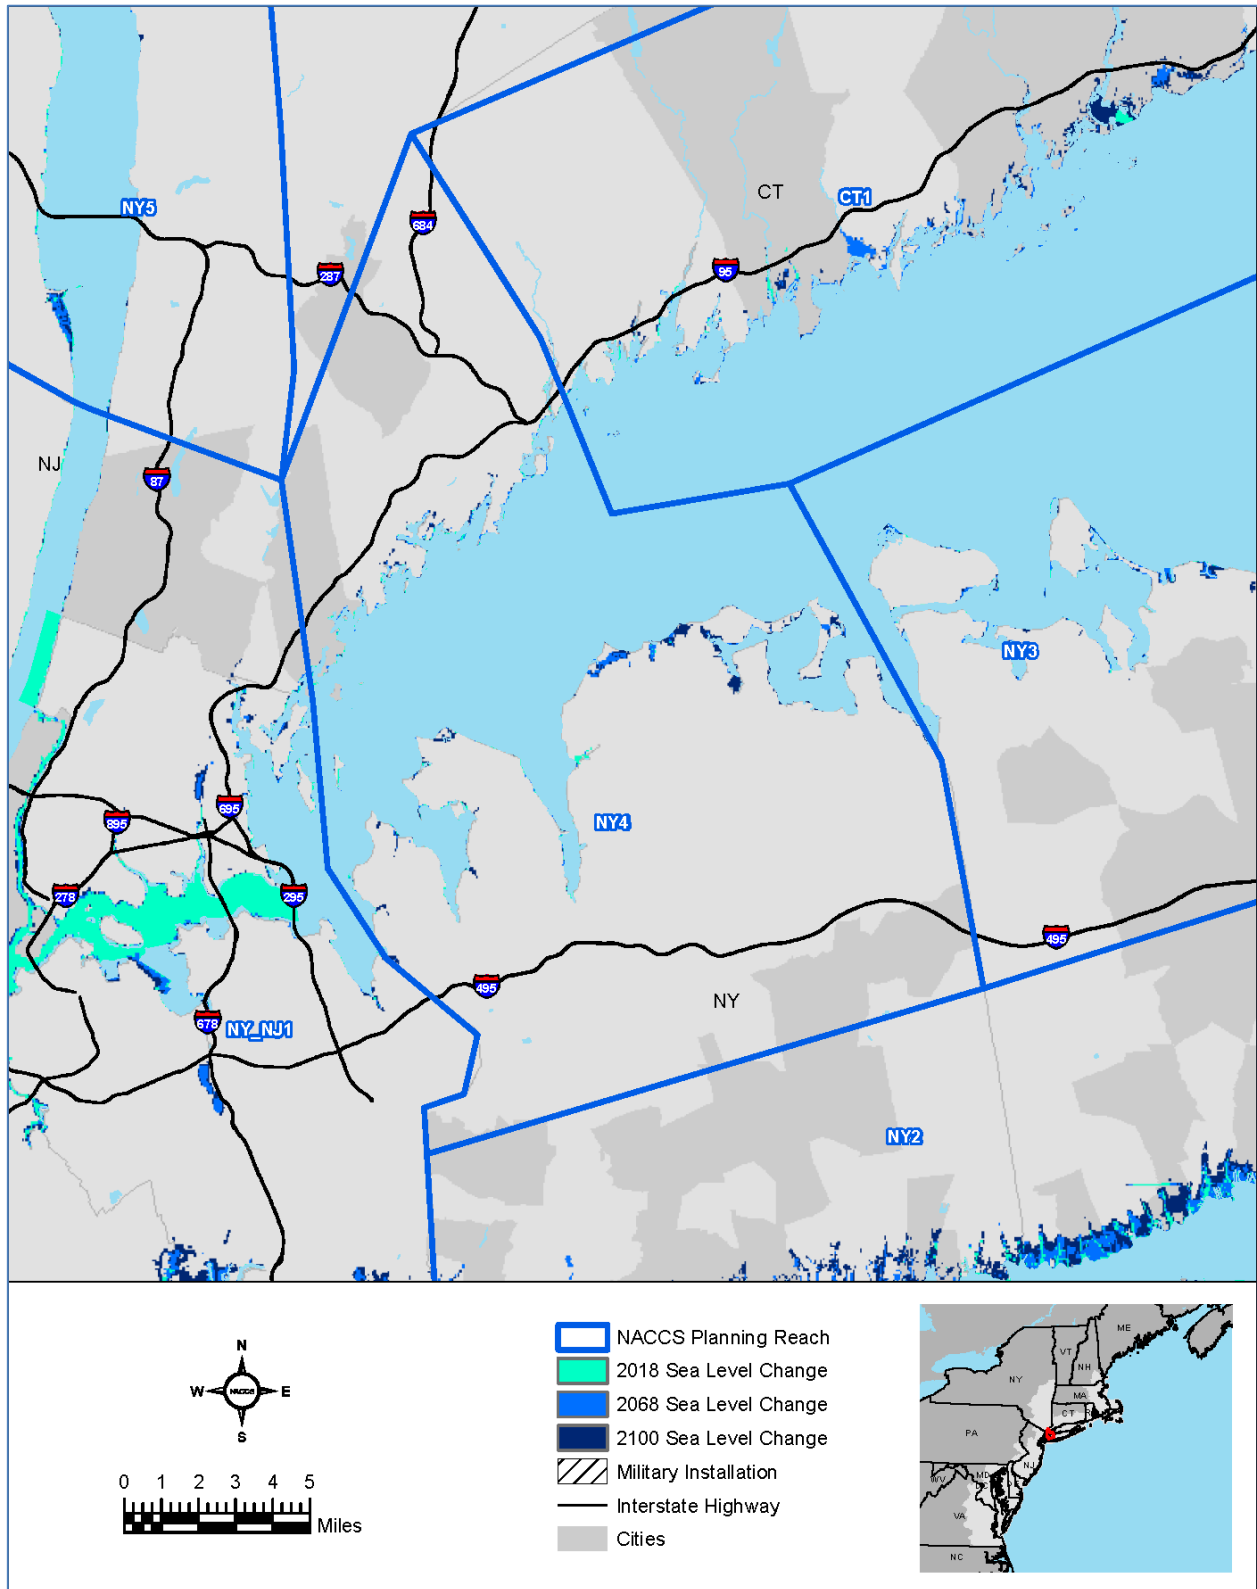 CT
CT1
NY5
684
287
95
NJ
87
NY3
NY4
695
895
278
295
495
495
NY
678
NY_NJ1
NY2
N
W
NACCS
E
S
0 1 2 3 4 5
Miles
NACCS Planning Reach
2018 Sea Level Change
2068 Sea Level Change
2100 Sea Level Change
Military Installation
Interstate Highway
Cities
ME
VT
NH
NY
MA
CT
PA
NJ
MD
WV
VA
NC